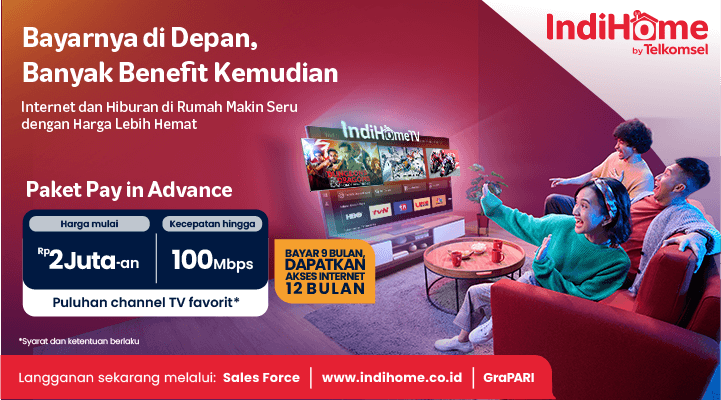 Bayarnya di Depan,
Banyak Benefit Kemudian
Internet dan Hiburan di Rumah Makin Seru
dengan Harga Lebih Hemat
IndiHome
by Telkomsel
IndiHomeTV
HBO
tvN
Paket Pay in Advance
Harga mulai
Rp2Juta-an
Kecepatan hingga
100Mbps
Puluhan channel TV favorit*
BAYAR 9 BULAN,
DAPATKAN
AKSES INTERNET
12 BULAN
*Syarat dan ketentuan berlaku
Langganan sekarang melalui: Sales Force | www.indihome.co.id | GraPARI